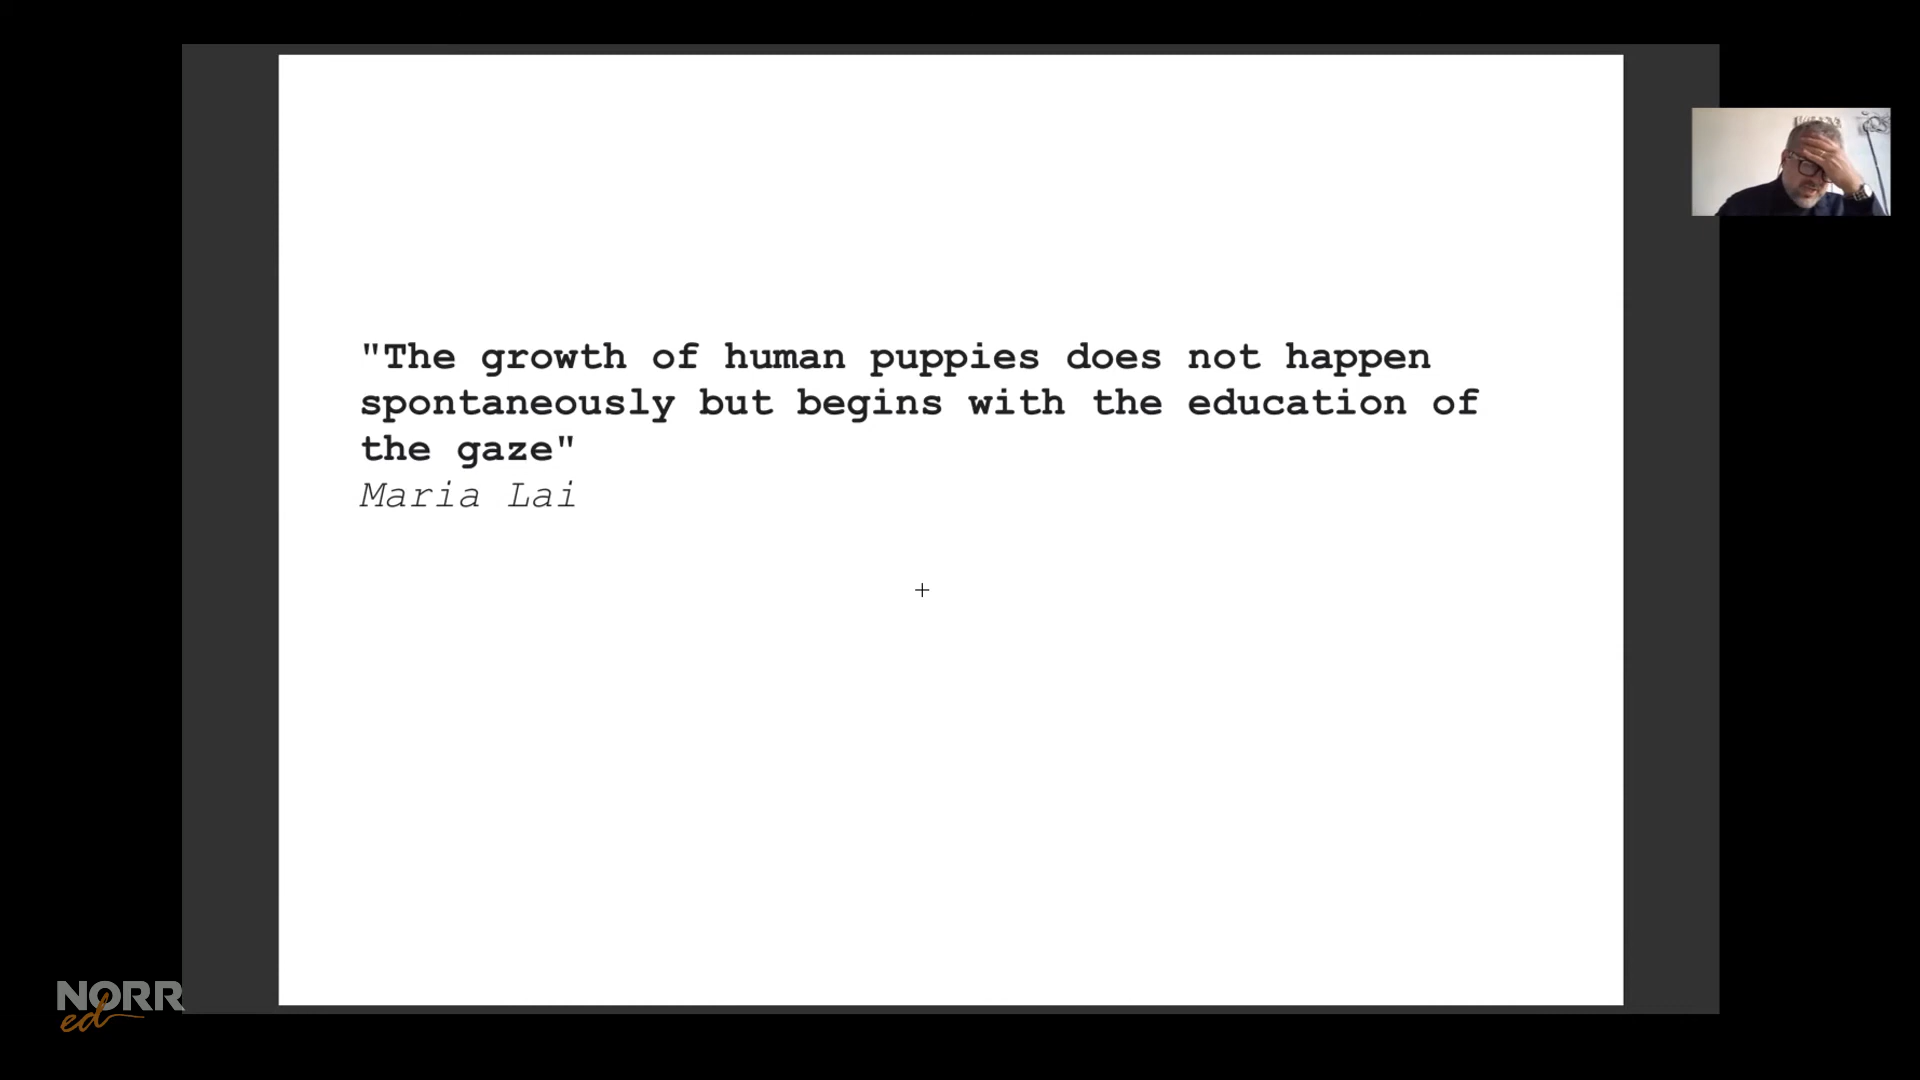 "The growth of human puppies does not happen
spontaneously but begins with the education of
the gaze"
Maria Lai
NORR
ed